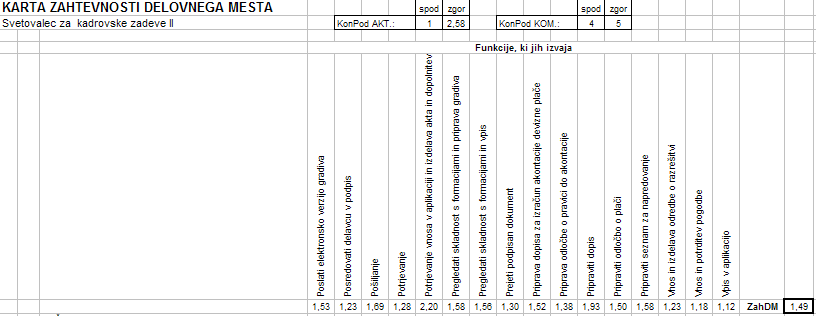 KARTA ZAHTEVNOSTI DELOVNEGA MESTA spod zgor spod zgor
Svetovalec za kadrovske zadeve II KonPod AKT.: 1 2,58 KonPod KOM.: 4 5
Funkcije, ki jih izvaja
Poslati elektronsko verzijo gradiva
Posredovati delavcu v podpis
Pošiljanje
Potrjevanje
Potrjevanje vnosa v aplikaciji in izdelava akta in dopolnitev
Pregledati skladnost s formacijami in priprava gradiva
Pregledati skladnost s formacijami in vpis
Prejeti podpisan dokument
Priprava dopisa za izračun akontacije devizne plače
Priprava odločbe o pravici do akontacije
Pripraviti dopis
Pripraviti odločbo o plači
Pripraviti seznam za napredovanje
Vnos in izdelava odredbe o razrešitvi
Vnos in potrditev pogodbe
Vpis v aplikacijo
1,53 1,23 1,69 1,28 2,20 1,58 1,56 1,30 1,52 1,38 1,93 1,50 1,58 1,23 1,18 1,12 ZahDM 1,49